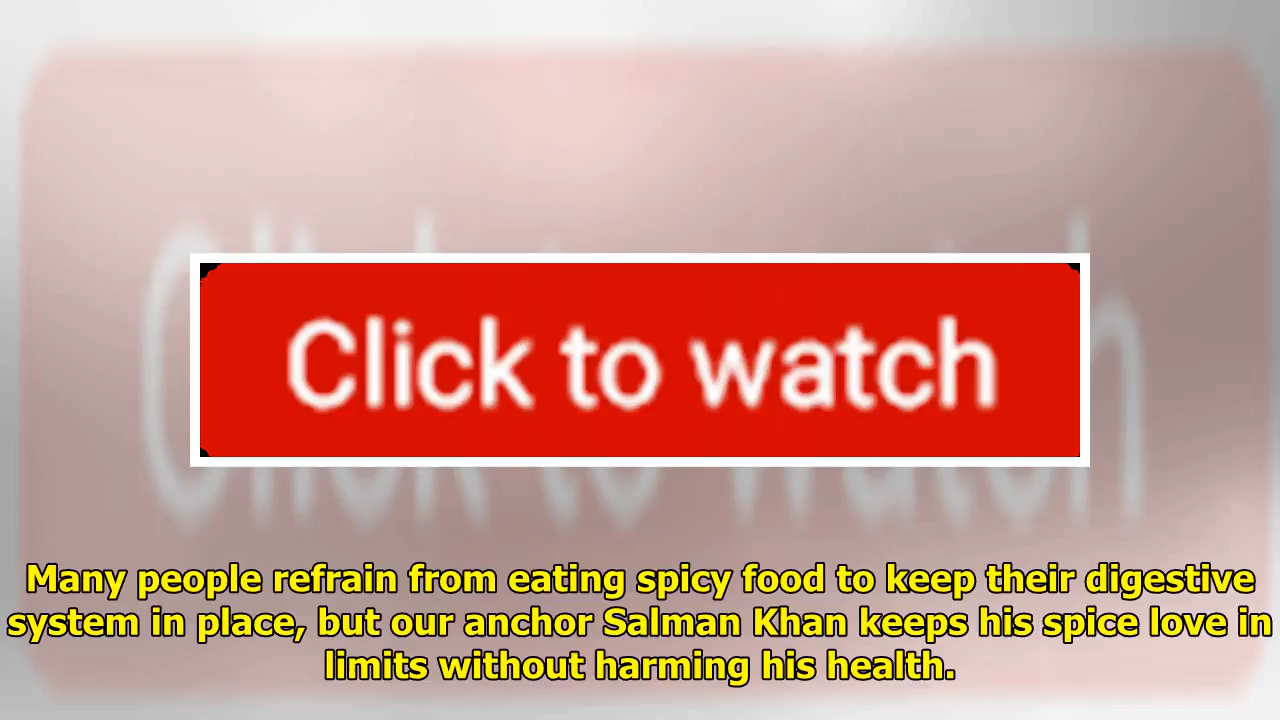 Click to watch
Many people refrain from eating spicy food to keep their digestive
system in place, but our anchor Salman Khan keeps his spice love in
limits without harming his health.